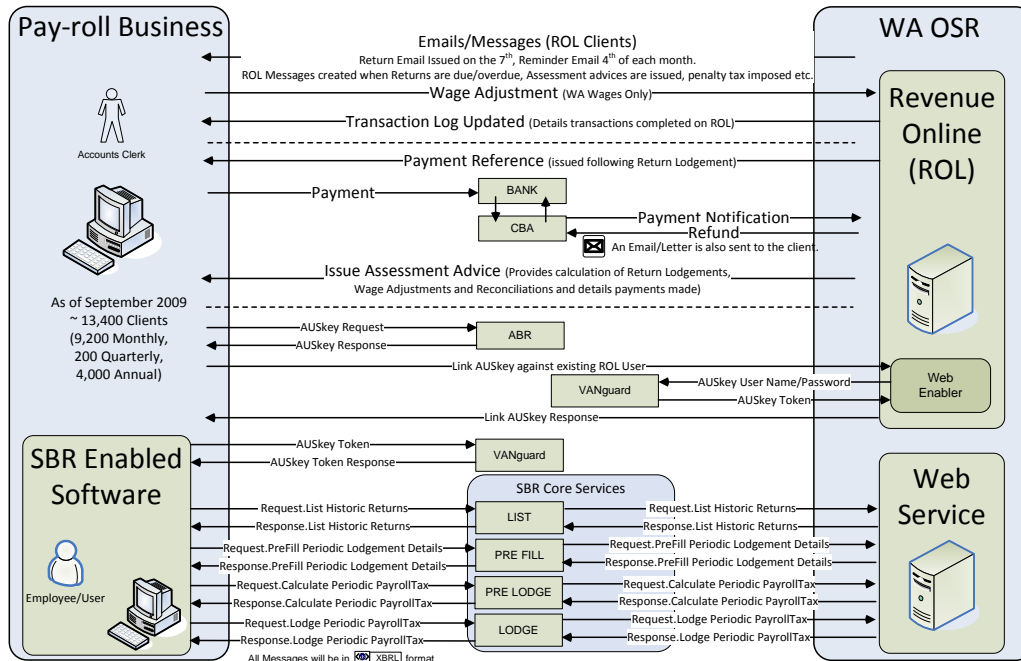 Pay-roll Business
WA OSR
Emails/Messages (ROL Clients)
Return Email Issued on the 7th, Reminder Email 4th of each month.
ROL Messages created when Returns are due/overdue, Assessment advices are issued, penalty tax imposed etc.
Wage Adjustment (WA Wages Only)
Transaction Log Updated (Details transactions completed on ROL)
Accounts Clerk
Revenue
Online
(ROL)
Payment Reference (issued following Return Lodgement)
Payment
BANK
CBA
Payment Notification
Refund
An Email/Letter is also sent to the client.
Issue Assessment Advice (Provides calculation of Return Lodgements,
Wage Adjustments and Reconciliations and details payments made)
As of September 2009
~ 13,400 Clients
(9,200 Monthly,
200 Quarterly,
4,000 Annual)
AUSkey Request
AUSkey Response
ABR
Link AUSkey against existing ROL User
VANguard
AUSkey User Name/Password
AUSkey Token
Web
Enabler
Link AUSkey Response
SBR Enabled
Software
AUSkey Token
AUSkey Token Response
VANguard
SBR Core Services
Web
Service
Request.List Historic Returns
Response.List Historic Returns
LIST
Request.List Historic Returns
Response.List Historic Returns
Request.PreFill Periodic Lodgement Details
Response.PreFill Periodic Lodgement Details
PRE FILL
Request.PreFill Periodic Lodgement Details
Response.PreFill Periodic Lodgement Details
Employee/User
Request.Calculate Periodic PayrollTax
Response.Calculate Periodic PayrollTax
PRE LODGE
Request.Calculate Periodic PayrollTax
Response.Calculate Periodic PayrollTax
Request.Lodge Periodic PayrollTax
Response.Lodge Periodic PayrollTax
LODGE
Request.Lodge Periodic PayrollTax
Response.Lodge Periodic PayrollTax
All Messages will be in XBRL format